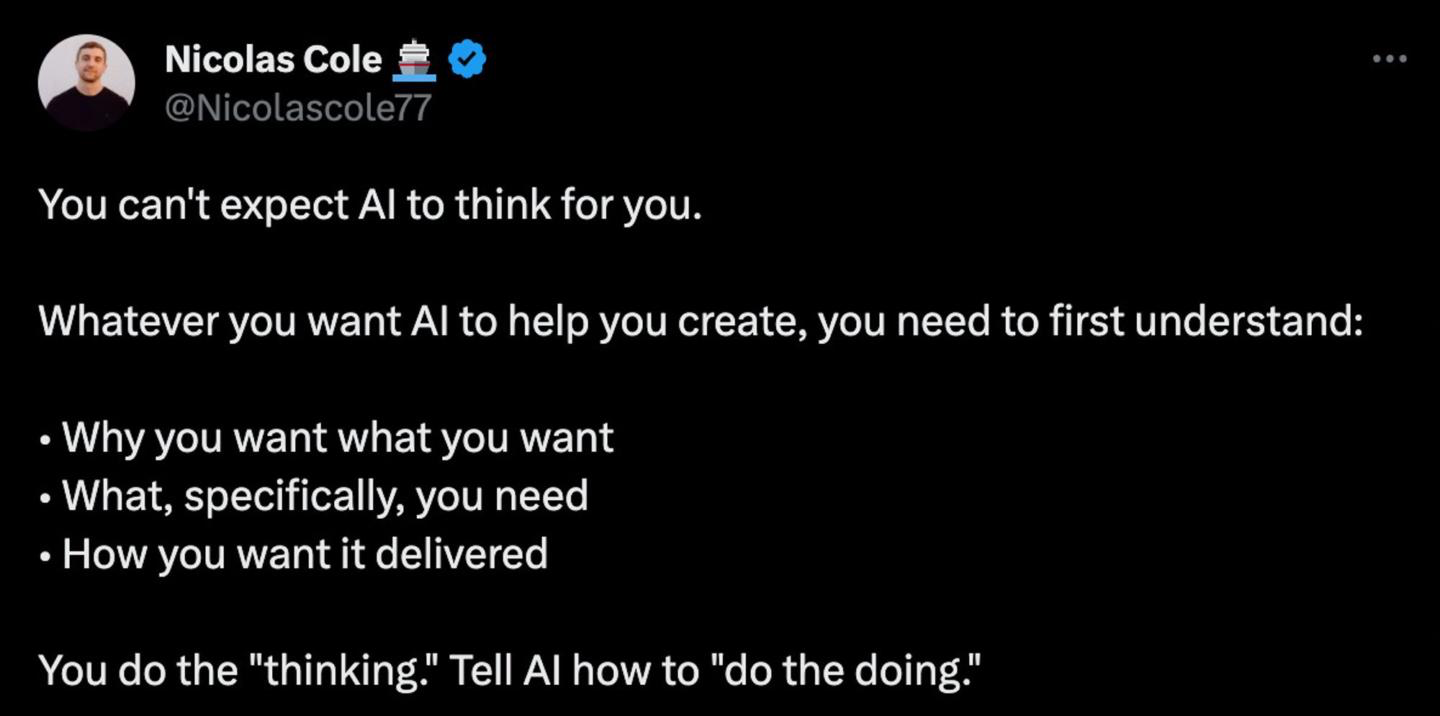 Nicolas Cole 🚢
@Nicolascole77
You can't expect AI to think for you.
Whatever you want AI to help you create, you need to first understand:
• Why you want what you want
• What, specifically, you need
• How you want it delivered
You do the "thinking." Tell AI how to "do the doing."